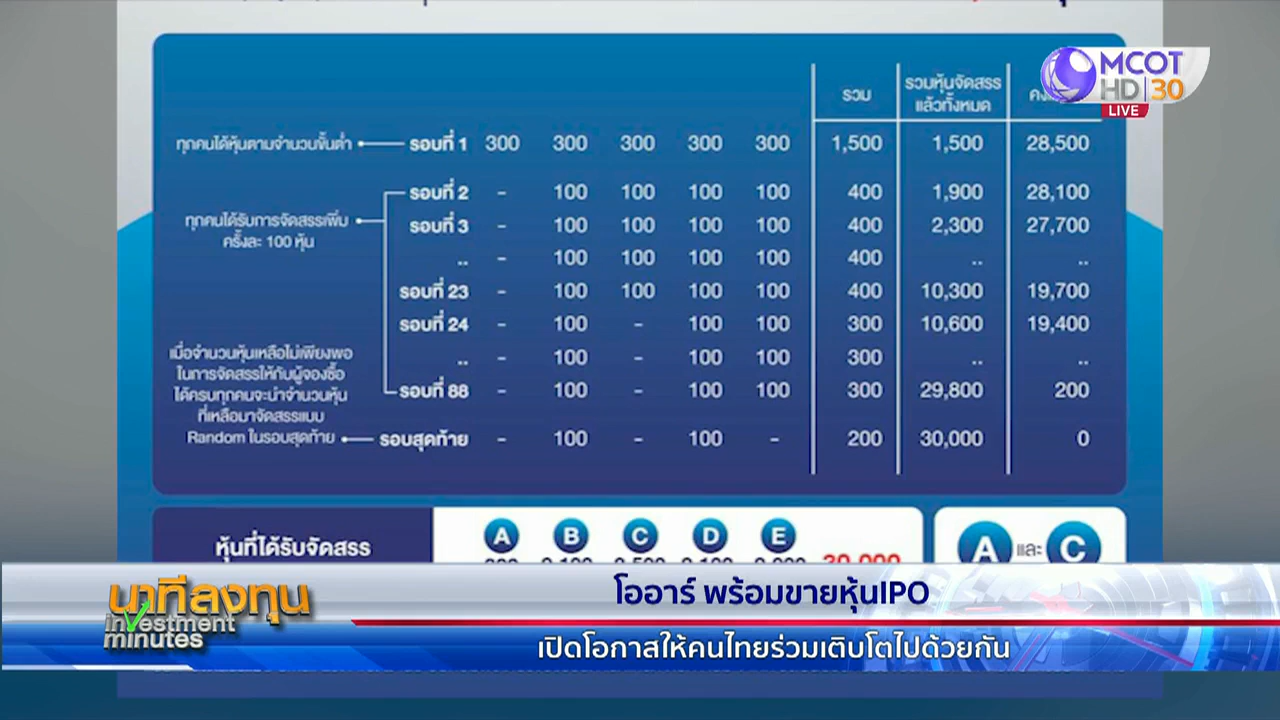 MCOT
HD 30
LIVE
รวม รวมหุ้นจัดสรร
แล้วทั้งหมด
ทุกคนได้หุ้นตามจำนวนขั้นต่ำ รอบที่ 1 300 300 300 300 300 1,500 1,500 28,500
รอบที่ 2 - 100 100 100 100 400 1,900 28,100
ทุกคนได้รับการจัดสรรเพิ่ม รอบที่ 3 - 100 100 100 100 400 2,300 27,700
ครั้งละ 100 หุ้น
.. - 100 100 100 100 400 .. ..
รอบที่ 23 - 100 100 100 100 400 10,300 19,700
รอบที่ 24 - 100 - 100 100 300 10,600 19,400
เมื่อจำนวนหุ้นเหลือไม่เพียงพอ .. - 100 - 100 100 300 .. ..
ในการจัดสรรให้กับผู้จองซื้อ
ได้ครบทุกคนจะนำจำนวนหุ้น รอบที่ 88 - 100 - 100 100 300 29,800 200
ที่เหลือมาจัดสรรแบบ
Random ในรอบสุดท้าย รอบสุดท้าย - 100 - 100 - 200 30,000 0
หุ้นที่ได้รับจัดสรร A B C D E 30,000 A และ C
นาทีลงทุน
investment
minutes
โออาร์ พร้อมขายหุ้นIPO
เปิดโอกาสให้คนไทยร่วมเติบโตไปด้วยกัน